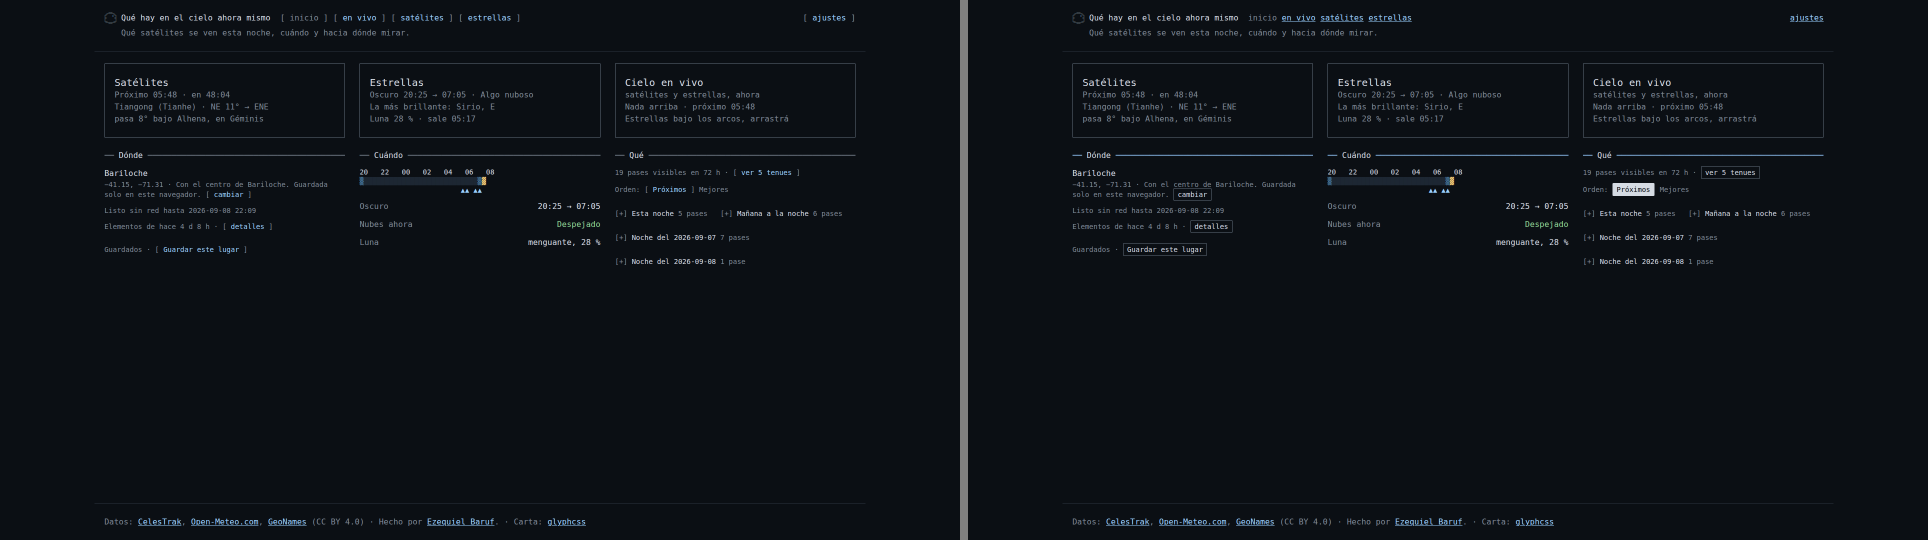 Qué hay en el cielo ahora mismo [ inicio ] [ en vivo ] [ satélites ] [ estrellas ] [ ajustes ]
Qué satélites se ven esta noche, cuándo y hacia dónde mirar.
Satélites
Próximo 05:48 · en 48:04
Tiangong (Tianhe) · NE 11° → ENE
pasa 8° bajo Alhena, en Géminis
Estrellas
Oscuro 20:25 → 07:05 · Algo nuboso
La más brillante: Sirio, E
Luna 28 % · sale 05:17
Cielo en vivo
satélites y estrellas, ahora
Nada arriba · próximo 05:48
Estrellas bajo los arcos, arrastrá
Dónde
Bariloche
−41.15, −71.31 · Con el centro de Bariloche. Guardada
solo en este navegador. [ cambiar ]
Listo sin red hasta 2026-09-08 22:09
Elementos de hace 4 d 8 h · [ detalles ]
Guardados · [ Guardar este lugar ]
Cuándo
20 22 00 02 04 06 08
Oscuro 20:25 → 07:05
Nubes ahora Despejado
Luna menguante, 28 %
Qué
19 pases visibles en 72 h · [ ver 5 tenues ]
Orden: [ Próximos ] Mejores
[+] Esta noche 5 pases [+] Mañana a la noche 6 pases
[+] Noche del 2026-09-07 7 pases
[+] Noche del 2026-09-08 1 pase
Datos: CelesTrak, Open-Meteo.com, GeoNames (CC BY 4.0) · Hecho por Ezequiel Baruf. · Carta: glyphcss
Qué hay en el cielo ahora mismo inicio en vivo satélites estrellas ajustes
Qué satélites se ven esta noche, cuándo y hacia dónde mirar.
Satélites
Próximo 05:48 · en 48:04
Tiangong (Tianhe) · NE 11° → ENE
pasa 8° bajo Alhena, en Géminis
Estrellas
Oscuro 20:25 → 07:05 · Algo nuboso
La más brillante: Sirio, E
Luna 28 % · sale 05:17
Cielo en vivo
satélites y estrellas, ahora
Nada arriba · próximo 05:48
Estrellas bajo los arcos, arrastrá
Dónde
Bariloche
−41.15, −71.31 · Con el centro de Bariloche. Guardada
solo en este navegador. cambiar
Listo sin red hasta 2026-09-08 22:09
Elementos de hace 4 d 8 h · detalles
Guardados · Guardar este lugar
Cuándo
20 22 00 02 04 06 08
Oscuro 20:25 → 07:05
Nubes ahora Despejado
Luna menguante, 28 %
Qué
19 pases visibles en 72 h · ver 5 tenues
Orden: Próximos Mejores
[+] Esta noche 5 pases [+] Mañana a la noche 6 pases
[+] Noche del 2026-09-07 7 pases
[+] Noche del 2026-09-08 1 pase
Datos: CelesTrak, Open-Meteo.com, GeoNames (CC BY 4.0) · Hecho por Ezequiel Baruf. · Carta: glyphcss